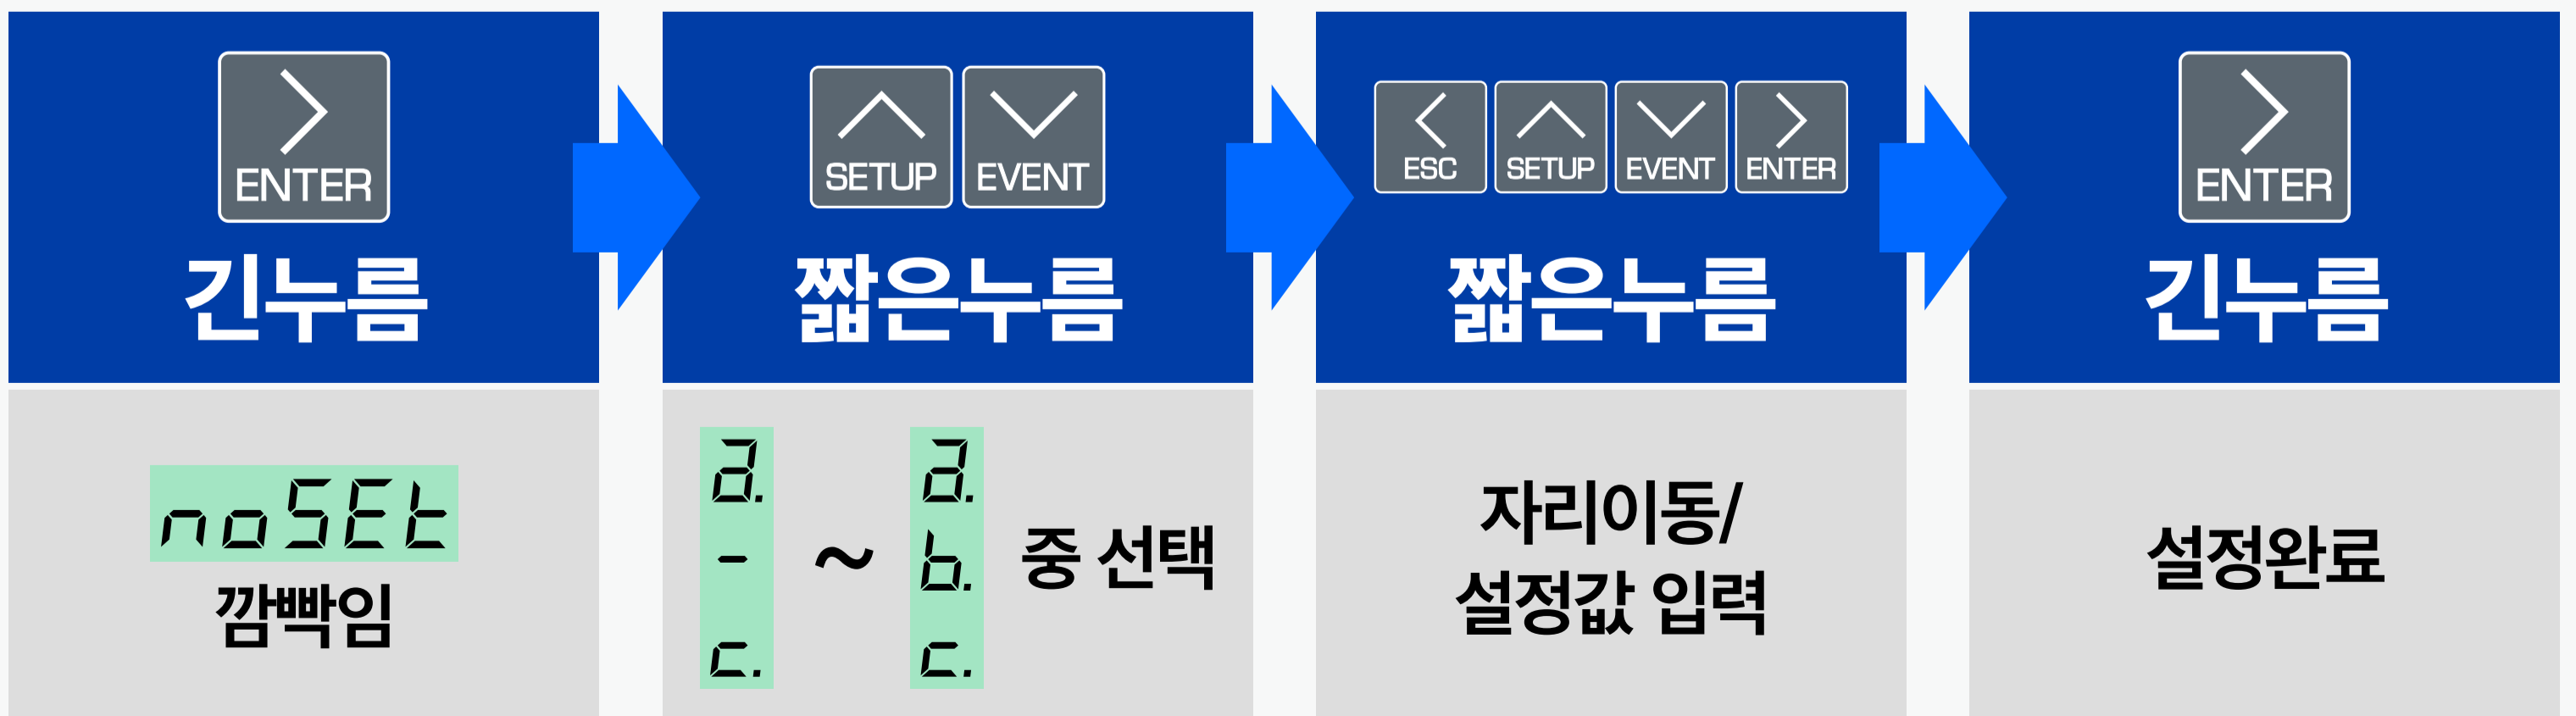 ENTER
긴누름
noSEt
깜빡임
SETUP EVENT
짧은누름
a.
-
c.
~
a.
b.
c.
중 선택
ESC SETUP EVENT ENTER
짧은누름
자리이동/
설정값 입력
ENTER
긴누름
설정완료